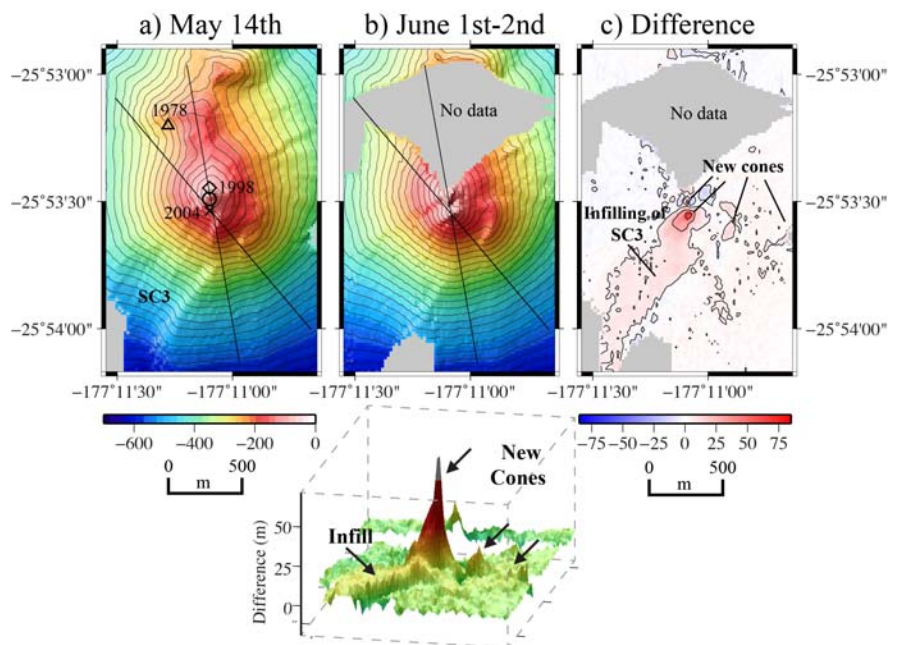 a) May 14th
b) June 1st-2nd
c) Difference
−25°53'00"
−25°53'30"
−25°54'00"
1978
1998
2004
SC3
No data
No data
New cones
Infilling of
SC3
−25°53'00"
−25°53'30"
−25°54'00"
−177°11'30"
−177°11'00"
−177°11'30"
−177°11'00"
−177°11'30"
−177°11'00"
−600
−400
−200
0
0
500
m
−75
−50
−25
0
25
50
75
0
500
m
New
Cones
Infill
Difference (m)
50
25
0